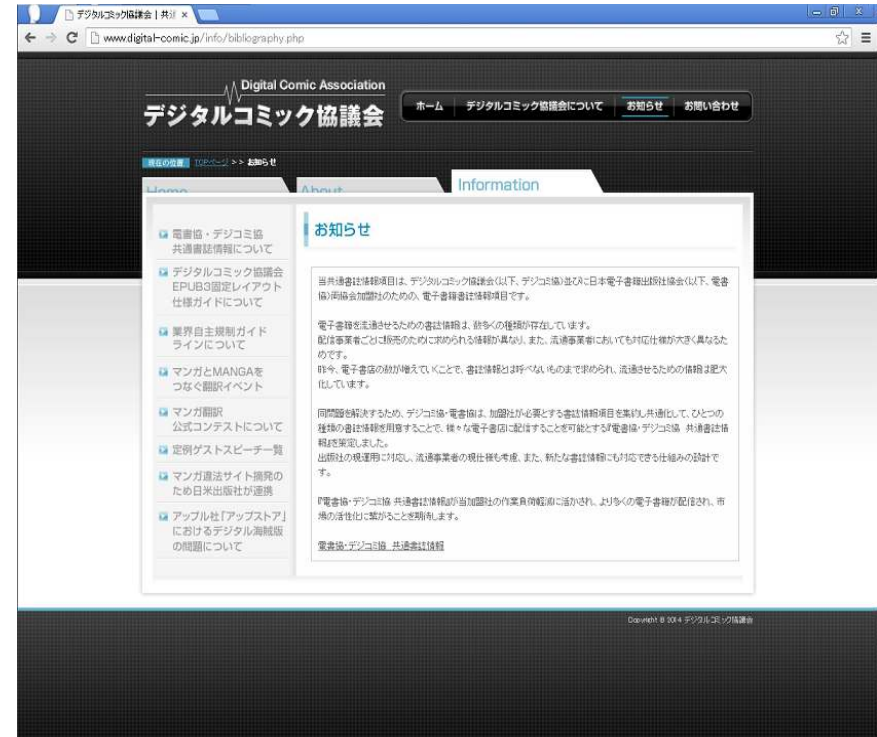 デジタルコミック協議会 | 共通
www.digital-comic.jp/info/bibliography.php
Digital Comic Association
デジタルコミック協議会
ホーム
デジタルコミック協議会について
お知らせ
お問い合わせ
現在の位置 TOPページ >> お知らせ
Home
About
Information
電書協・デジコミ協
共通書誌情報について
デジタルコミック協議会
EPUB3固定レイアウト
仕様ガイドについて
業界自主規制ガイド
ラインについて
マンガとMANGAを
つなぐ翻訳イベント
マンガ翻訳
公式コンテストについて
定例ゲストスピーチ一覧
マンガ違法サイト摘発の
ため日米出版社が連携
アップル社「アップストア」
におけるデジタル海賊版
の問題について
お知らせ
当共通書誌情報項目は、デジタルコミック協議会(以下、デジコミ協)並びに日本電子書籍出版社協会(以下、電書
協)両協会加盟社のための、電子書籍書誌情報項目です。
電子書籍を流通させるための書誌情報は、数多くの種類が存在しています。
配信事業者ごとに販売のために求められる情報が異なり、また、流通事業者においても対応仕様が大きく異なるた
めです。
昨今、電子書店の数が増えていくことで、書誌情報とは呼べないものまで求められ、流通させるための情報は肥大
化しています。
同問題を解決するため、デジコミ協・電書協は、加盟社が必要とする書誌情報項目を集約し共通化して、ひとつの
種類の書誌情報を用意することで、様々な電子書店に配信することを可能とする『電書協・デジコミ協 共通書誌情
報』を策定しました。
出版社の現運用に対応し、流通事業者の現仕様も考慮、また、新たな書誌情報にも対応できる仕組みの設計で
す。
『電書協・デジコミ協 共通書誌情報』が当加盟社の作業負荷軽減に活かされ、より多くの電子書籍が配信され、市
場の活性化に繋がることを期待します。
電書協・デジコミ協 共通書誌情報
Copyright © 2014 デジタルコミック協議会